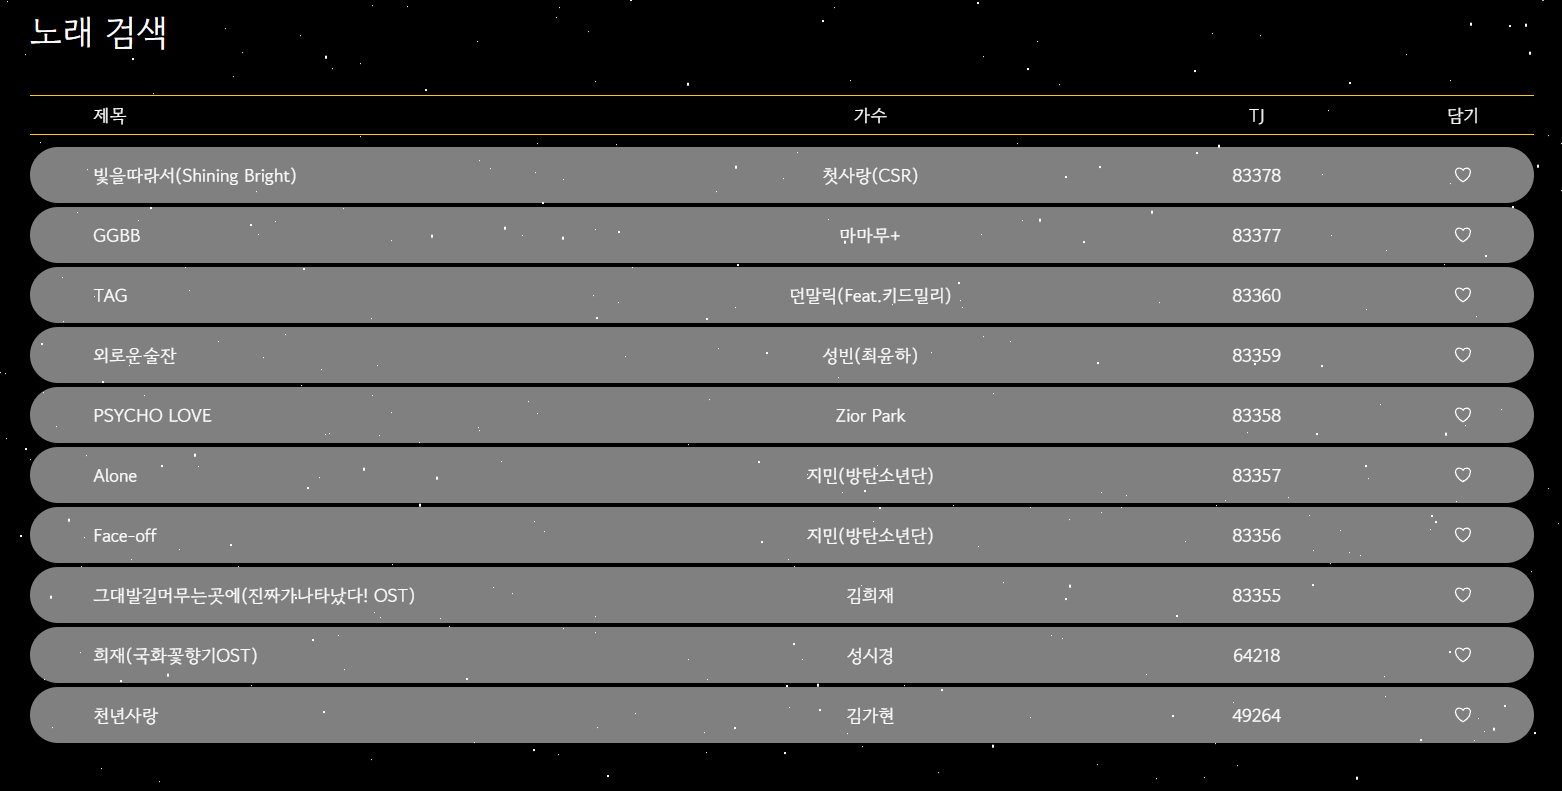 노래 검색
제목 가수 TJ 담기
빛을따라서(Shining Bright) 첫사랑(CSR) 83378
GGBB 마마무+ 83377
TAG 던말릭(Feat.키드밀리) 83360
외로운술잔 성빈(최윤하) 83359
PSYCHO LOVE Zior Park 83358
Alone 지민(방탄소년단) 83357
Face-off 지민(방탄소년단) 83356
그대발길머무는곳에(진짜가나타났다! OST) 김희재 83355
희재(국화꽃향기OST) 성시경 64218
천년사랑 김가현 49264